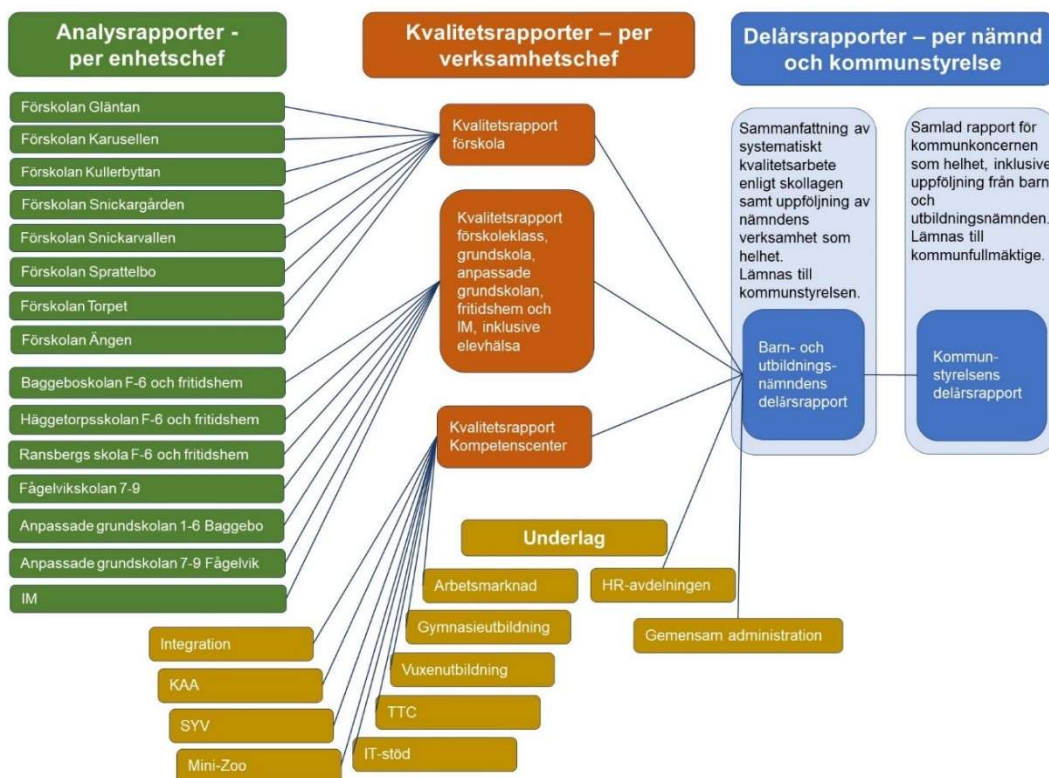 Analysrapporter -
per enhetschef
Förskolan Gläntan
Förskolan Karusellen
Förskolan Kullerbyttan
Förskolan Snickargården
Förskolan Snickarvallen
Förskolan Sprattelbo
Förskolan Torpet
Förskolan Ängen
Baggeboskolan F-6 och fritidshem
Häggetorpsskolan F-6 och fritidshem
Ransbergs skola F-6 och fritidshem
Fågelvikskolan 7-9
Anpassade grundskolan 1-6 Baggebo
Anpassade grundskolan 7-9 Fågelvik
IM
Kvalitetsrapporter – per
verksamhetschef
Kvalitetsrapport
förskola
Kvalitetsrapport
förskoleklass,
grundskola,
anpassade
grundskolan,
fritidshem och
IM, inklusive
elevhälsa
Kvalitetsrapport
Kompetenscenter
Delårsrapporter – per nämnd
och kommunstyrelse
Sammanfattning av
systematiskt
kvalitetsarbete
enligt skollagen
samt uppföljning av
nämndens
verksamhet som
helhet.
Lämnas till
kommunstyrelsen.
Barn- och
utbildnings-
nämndens
delårsrapport
Samlad rapport för
kommunkoncernen
som helhet, inklusive
uppföljning från barn
och
utbildningsnämnden.
Lämnas till
kommunfullmäktige.
Kommun-
styrelsens
delårsrapport
Underlag
Arbetsmarknad
Gymnasieutbildning
Vuxenutbildning
TTC
IT-stöd
Integration
KAA
SYV
Mini-Zoo
HR-avdelningen
Gemensam administration